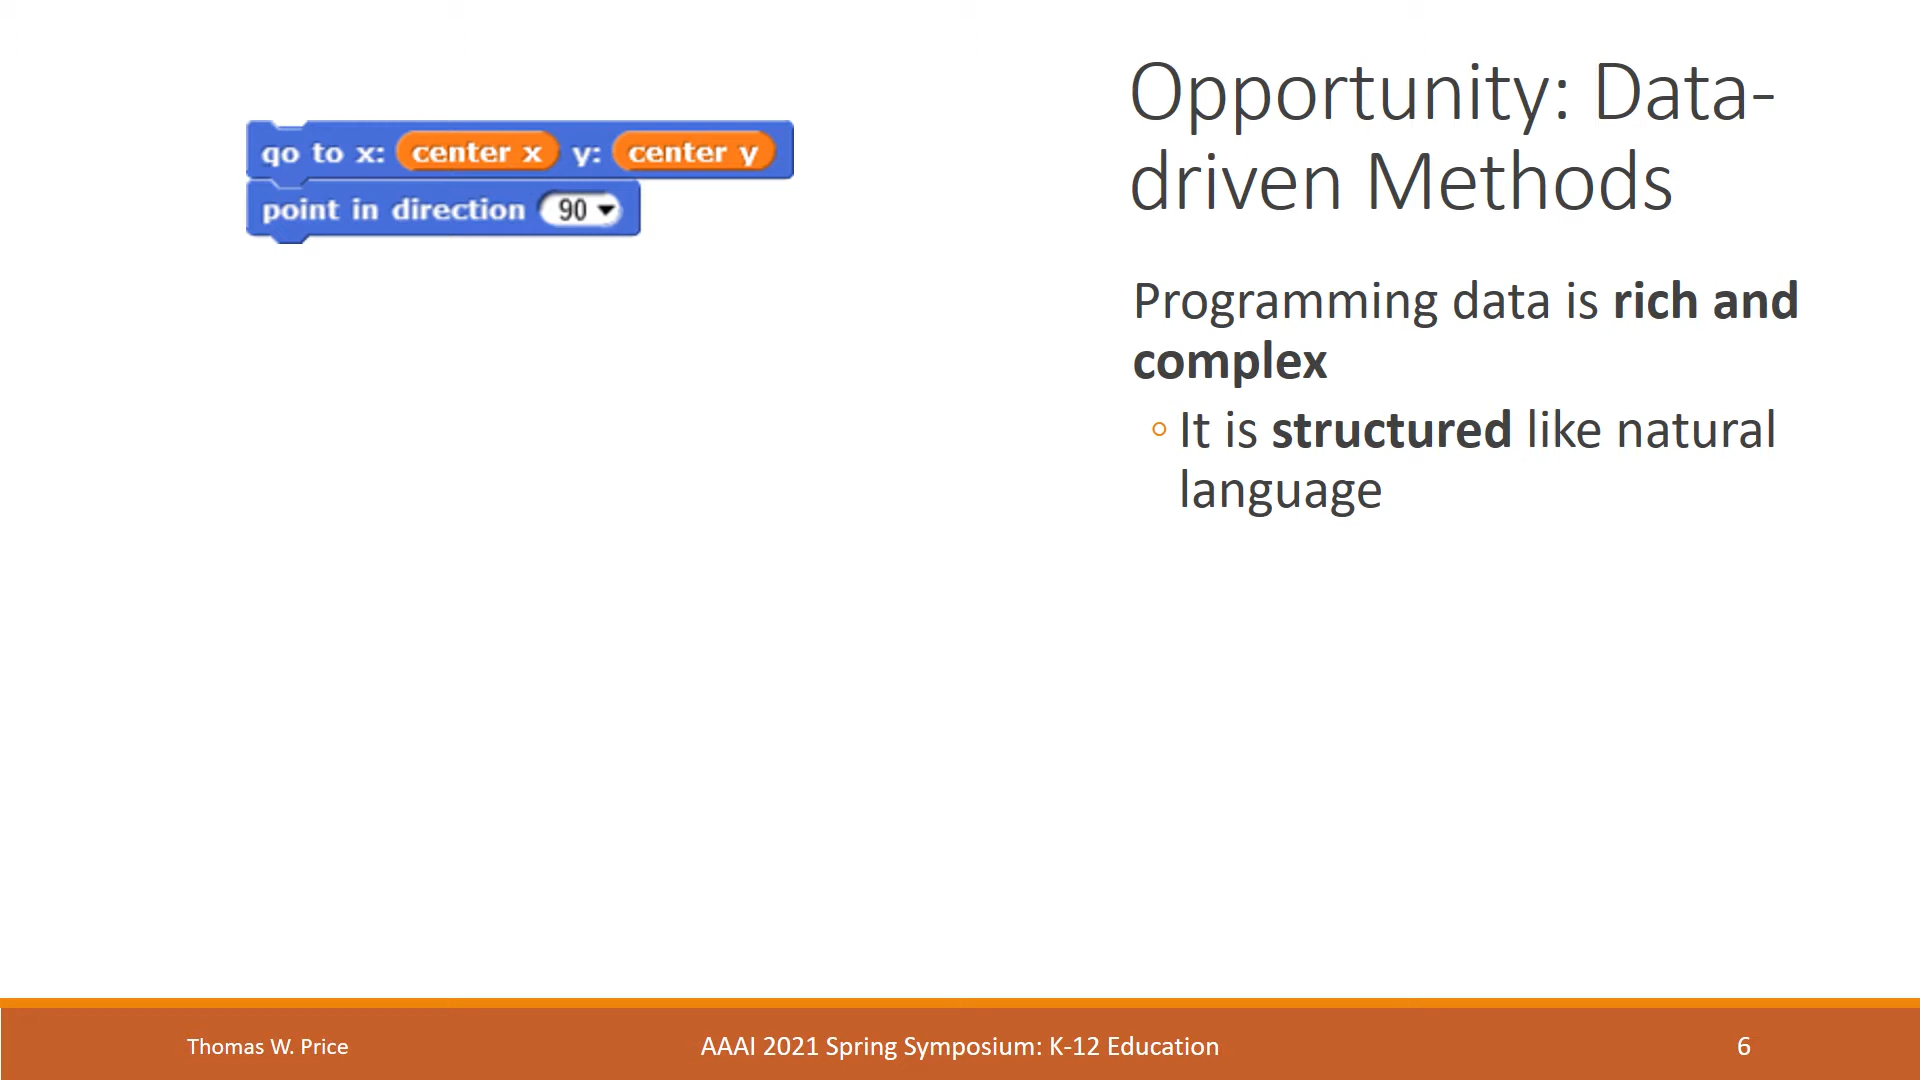 go to x: center x y: center y
point in direction 90
Opportunity: Data-
driven Methods
Programming data is rich and
complex
It is structured like natural
language
Thomas W. Price
AAAI 2021 Spring Symposium: K-12 Education
6